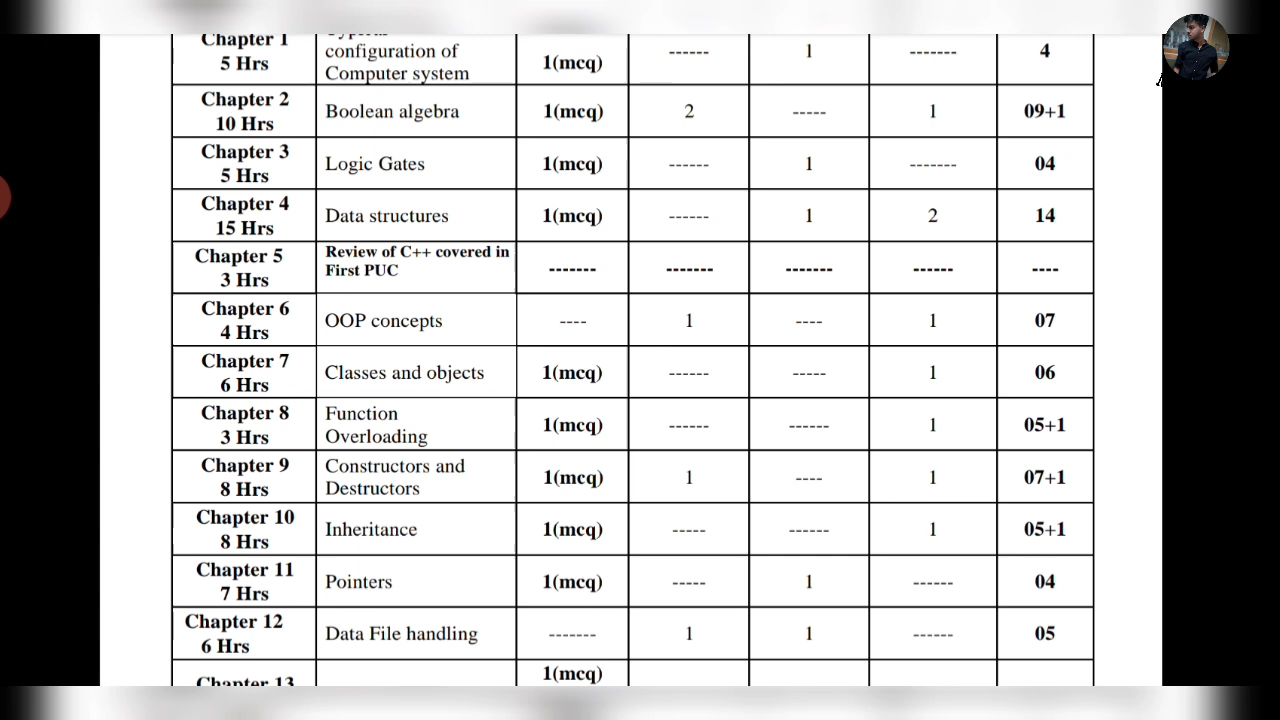 Chapter 1
5 Hrs
configuration of
Computer system
1(mcq)
------
1
-------
4
Chapter 2
10 Hrs
Boolean algebra
1(mcq)
2
-----
1
09+1
Chapter 3
5 Hrs
Logic Gates
1(mcq)
------
1
-------
04
Chapter 4
15 Hrs
Data structures
1(mcq)
------
1
2
14
Chapter 5
3 Hrs
Review of C++ covered in
First PUC
-------
-------
-------
------
----
Chapter 6
4 Hrs
OOP concepts
----
1
----
1
07
Chapter 7
6 Hrs
Classes and objects
1(mcq)
------
-----
1
06
Chapter 8
3 Hrs
Function
Overloading
1(mcq)
------
------
1
05+1
Chapter 9
8 Hrs
Constructors and
Destructors
1(mcq)
1
----
1
07+1
Chapter 10
8 Hrs
Inheritance
1(mcq)
-----
------
1
05+1
Chapter 11
7 Hrs
Pointers
1(mcq)
-----
1
------
04
Chapter 12
6 Hrs
Data File handling
-------
1
1
------
05
Chapter 13
1(mcq)